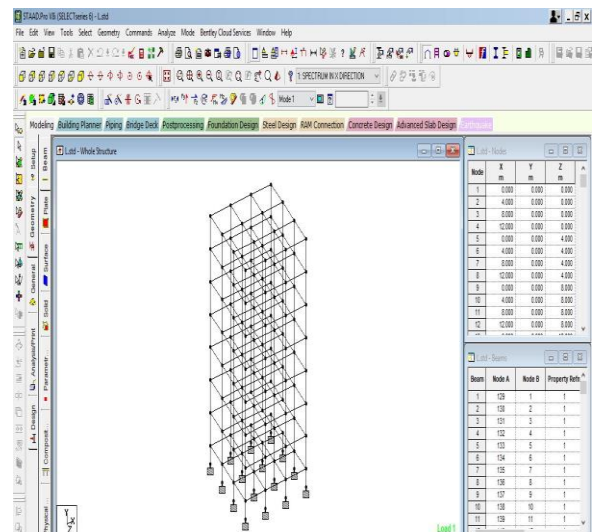 STAAD.Pro V8i (SELECTseries 6) - L.std
File Edit View Tools Select Geometry Commands Analyze Mode Bentley Cloud Services Window Help
1: SPECTRUM IN X DIRECTION
Mode 1
Modeling Building Planner Piping Bridge Deck Postprocessing Foundation Design Steel Design RAM Connection Concrete Design Advanced Slab Design Earthquake
Setup
Geometry
General
Analysis/Print
Design
Beam
Plate
Surface
Solid
Parametr
Composit
Physical
L.std - Whole Structure
Y
X
Z
Load 1
L.std - Nodes
Node X m Y m Z m
1 0.000 0.000 0.000
2 4.000 0.000 0.000
3 8.000 0.000 0.000
4 12.000 0.000 0.000
5 0.000 0.000 4.000
6 4.000 0.000 4.000
7 8.000 0.000 4.000
8 12.000 0.000 4.000
9 0.000 0.000 8.000
10 4.000 0.000 8.000
11 8.000 0.000 8.000
12 12.000 0.000 8.000
L.std - Beams
Beam Node A Node B Property Refn
1 129 1 1
2 130 2 1
3 131 3 1
4 132 4 1
5 133 5 1
6 134 6 1
7 135 7 1
8 136 8 1
9 137 9 1
10 138 10 1
11 139 11 1